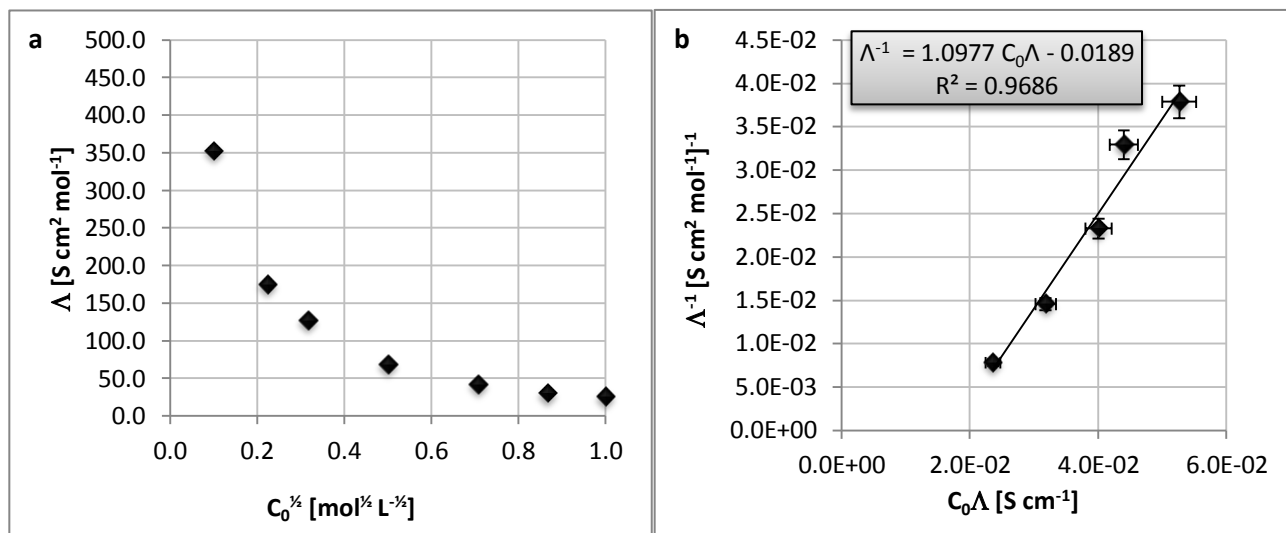 a
500.0
450.0
400.0
350.0
300.0
250.0
200.0
150.0
100.0
50.0
0.0
Λ [S cm² mol⁻¹]
0.0 0.2 0.4 0.6 0.8 1.0
C₀^½ [mol^½ L^-½]
b
Λ⁻¹ = 1.0977 C₀Λ - 0.0189
R² = 0.9686
4.5E-02
4.0E-02
3.5E-02
3.0E-02
2.5E-02
2.0E-02
1.5E-02
1.0E-02
5.0E-03
0.0E+00
Λ⁻¹ [S cm² mol⁻¹]⁻¹
0.0E+00 2.0E-02 4.0E-02 6.0E-02
C₀Λ [S cm⁻¹]